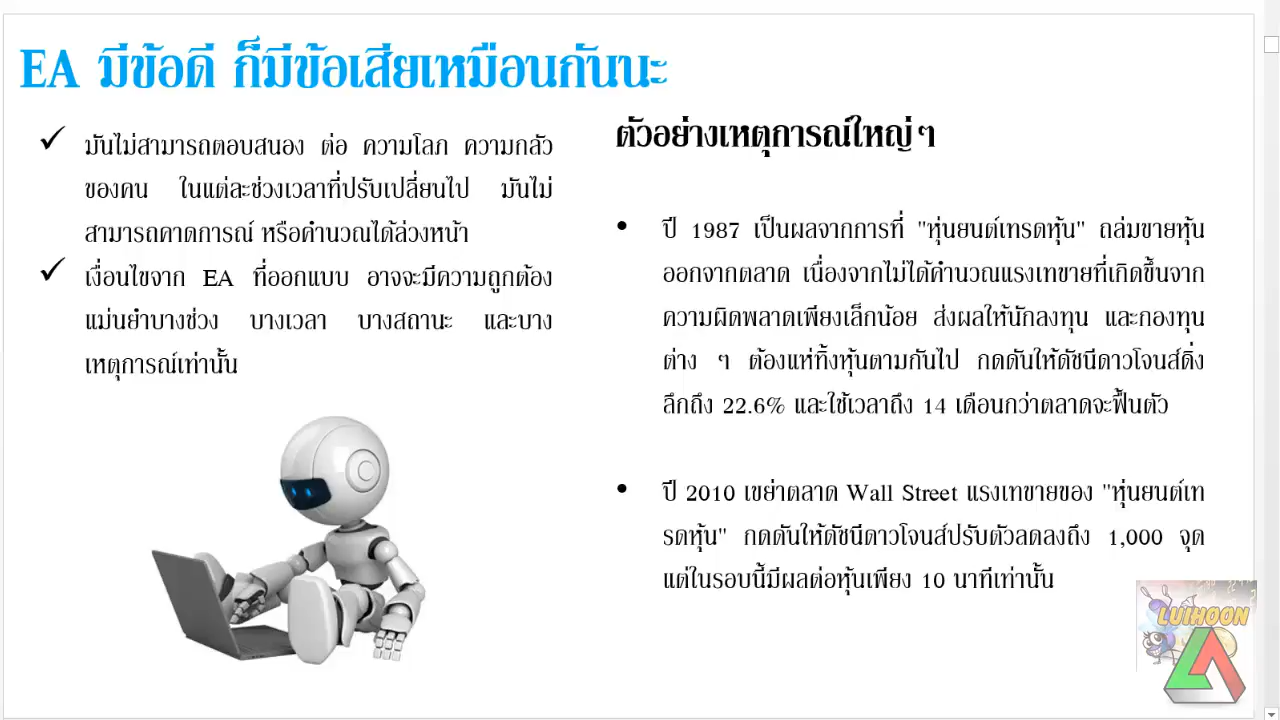 EA มีข้อดี ก็มีข้อเสียเหมือนกันนะ
✓ มันไม่สามารถตอบสนอง ต่อ ความโลภ ความกลัว
ของคน ในแต่ละช่วงเวลาที่ปรับเปลี่ยนไป มันไม่
สามารถคาดการณ์ หรือคำนวณได้ล่วงหน้า
✓ เงื่อนไขจาก EA ที่ออกแบบ อาจจะมีความถูกต้อง
แม่นยำบางช่วง บางเวลา บางสถานะ และบาง
เหตุการณ์เท่านั้น
ตัวอย่างเหตุการณ์ใหญ่ๆ
• ปี 1987 เป็นผลจากการที่ "หุ่นยนต์เทรดหุ้น" ถล่มขายหุ้น
ออกจากตลาด เนื่องจากไม่ได้คำนวณแรงเทขายที่เกิดขึ้นจาก
ความผิดพลาดเพียงเล็กน้อย ส่งผลให้นักลงทุน และกองทุน
ต่าง ๆ ต้องแห่ทิ้งหุ้นตามกันไป กดดันให้ดัชนีดาวโจนส์ดิ่ง
ลึกถึง 22.6% และใช้เวลาถึง 14 เดือนกว่าตลาดจะฟื้นตัว
• ปี 2010 เขย่าตลาด Wall Street แรงเทขายของ "หุ่นยนต์เท
รดหุ้น" กดดันให้ดัชนีดาวโจนส์ปรับตัวลดลงถึง 1,000 จุด
แต่ในรอบนี้มีผลต่อหุ้นเพียง 10 นาทีเท่านั้น
LUIHOON